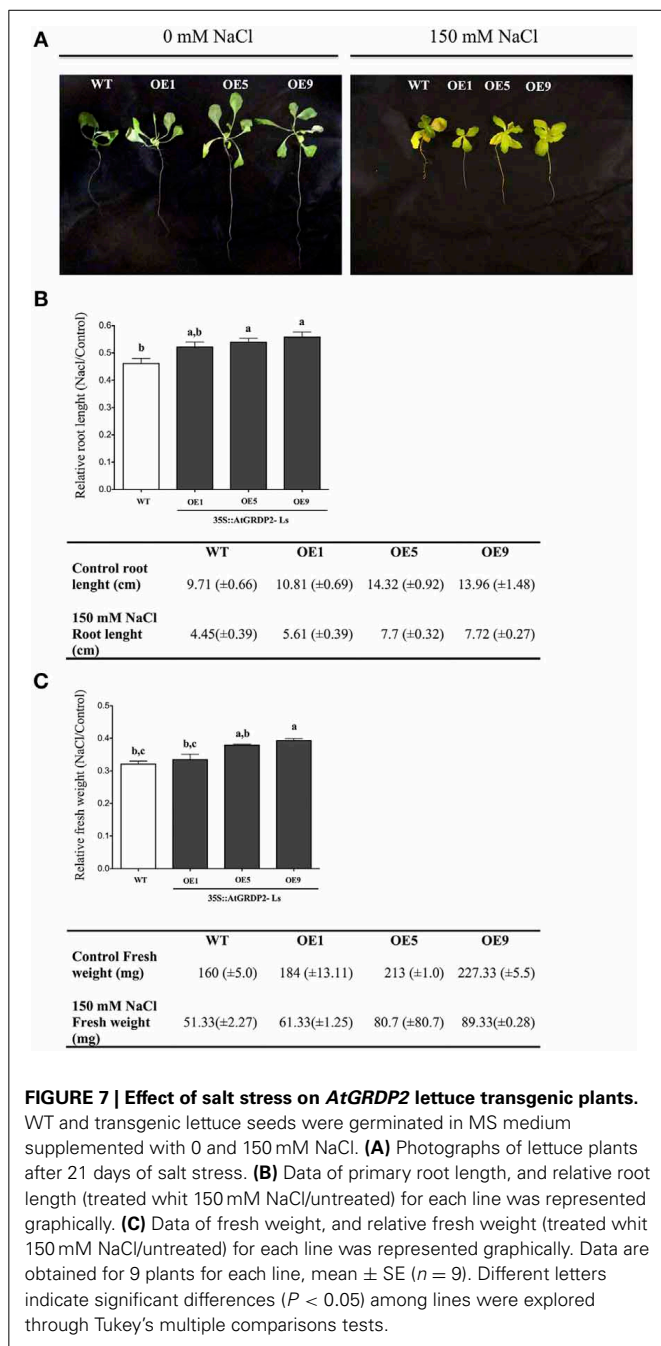 A
0 mM NaCl
150 mM NaCl
WT OE1 OE5 OE9
WT OE1 OE5 OE9
B
Relative root lenght (Nacl/Control)
0.6
0.5
0.4
0.3
0.2
0.1
0.0
b
a,b
a
a
WT OE1 OE5 OE9
35S::AtGRDP2- Ls
WT OE1 OE5 OE9
Control root
lenght (cm)
9.71 (±0.66) 10.81 (±0.69) 14.32 (±0.92) 13.96 (±1.48)
150 mM NaCl
Root lenght
(cm)
4.45(±0.39) 5.61 (±0.39) 7.7 (±0.32) 7.72 (±0.27)
C
Relative fresh weight (NaCl/Control)
0.5
0.4
0.3
0.2
0.1
0.0
b,c
b,c
a,b
a
WT OE1 OE5 OE9
35S::AtGRDP2- Ls
WT OE1 OE5 OE9
Control Fresh
weight (mg)
160 (±5.0) 184 (±13.11) 213 (±1.0) 227.33 (±5.5)
150 mM NaCl
Fresh weight
(mg)
51.33(±2.27) 61.33(±1.25) 80.7 (±80.7) 89.33(±0.28)
FIGURE 7 | Effect of salt stress on AtGRDP2 lettuce transgenic plants.
WT and transgenic lettuce seeds were germinated in MS medium
supplemented with 0 and 150 mM NaCl. (A) Photographs of lettuce plants
after 21 days of salt stress. (B) Data of primary root length, and relative root
length (treated whit 150 mM NaCl/untreated) for each line was represented
graphically. (C) Data of fresh weight, and relative fresh weight (treated whit
150 mM NaCl/untreated) for each line was represented graphically. Data are
obtained for 9 plants for each line, mean ± SE (n = 9). Different letters
indicate significant differences (P < 0.05) among lines were explored
through Tukey's multiple comparisons tests.